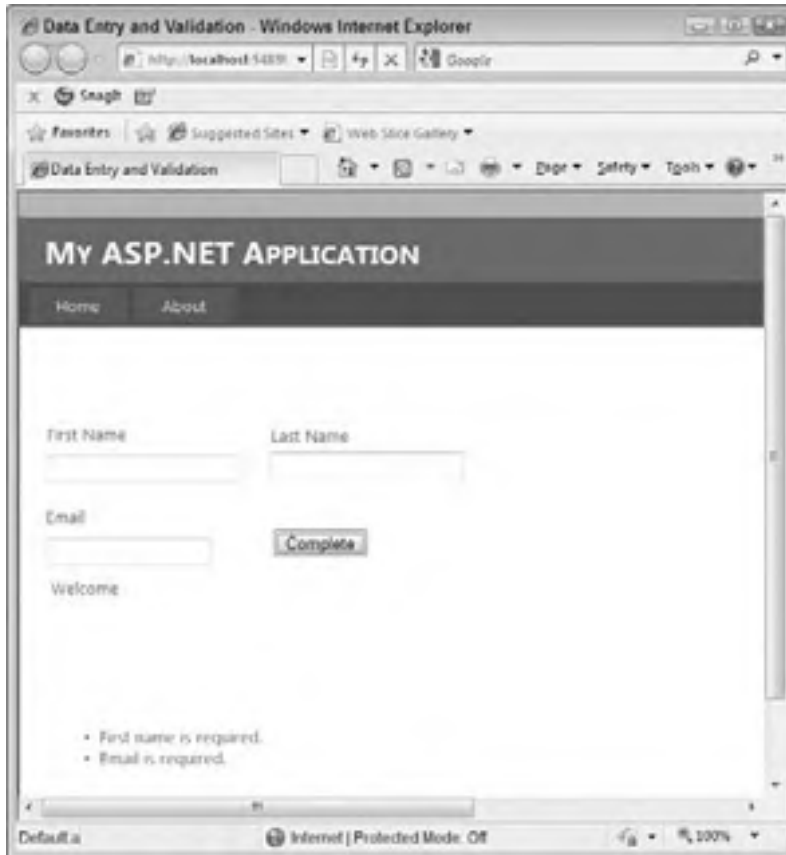 Data Entry and Validation - Windows Internet Explorer
http://localhost:5489 Google
x SnagIt
Favorites Suggested Sites Web Slice Gallery
Data Entry and Validation Page Safety Tools
MY ASP.NET APPLICATION
Home About
First Name Last Name
Email
Complete
Welcome
• First name is required.
• Email is required.
Default.a Internet | Protected Mode: Off 100%